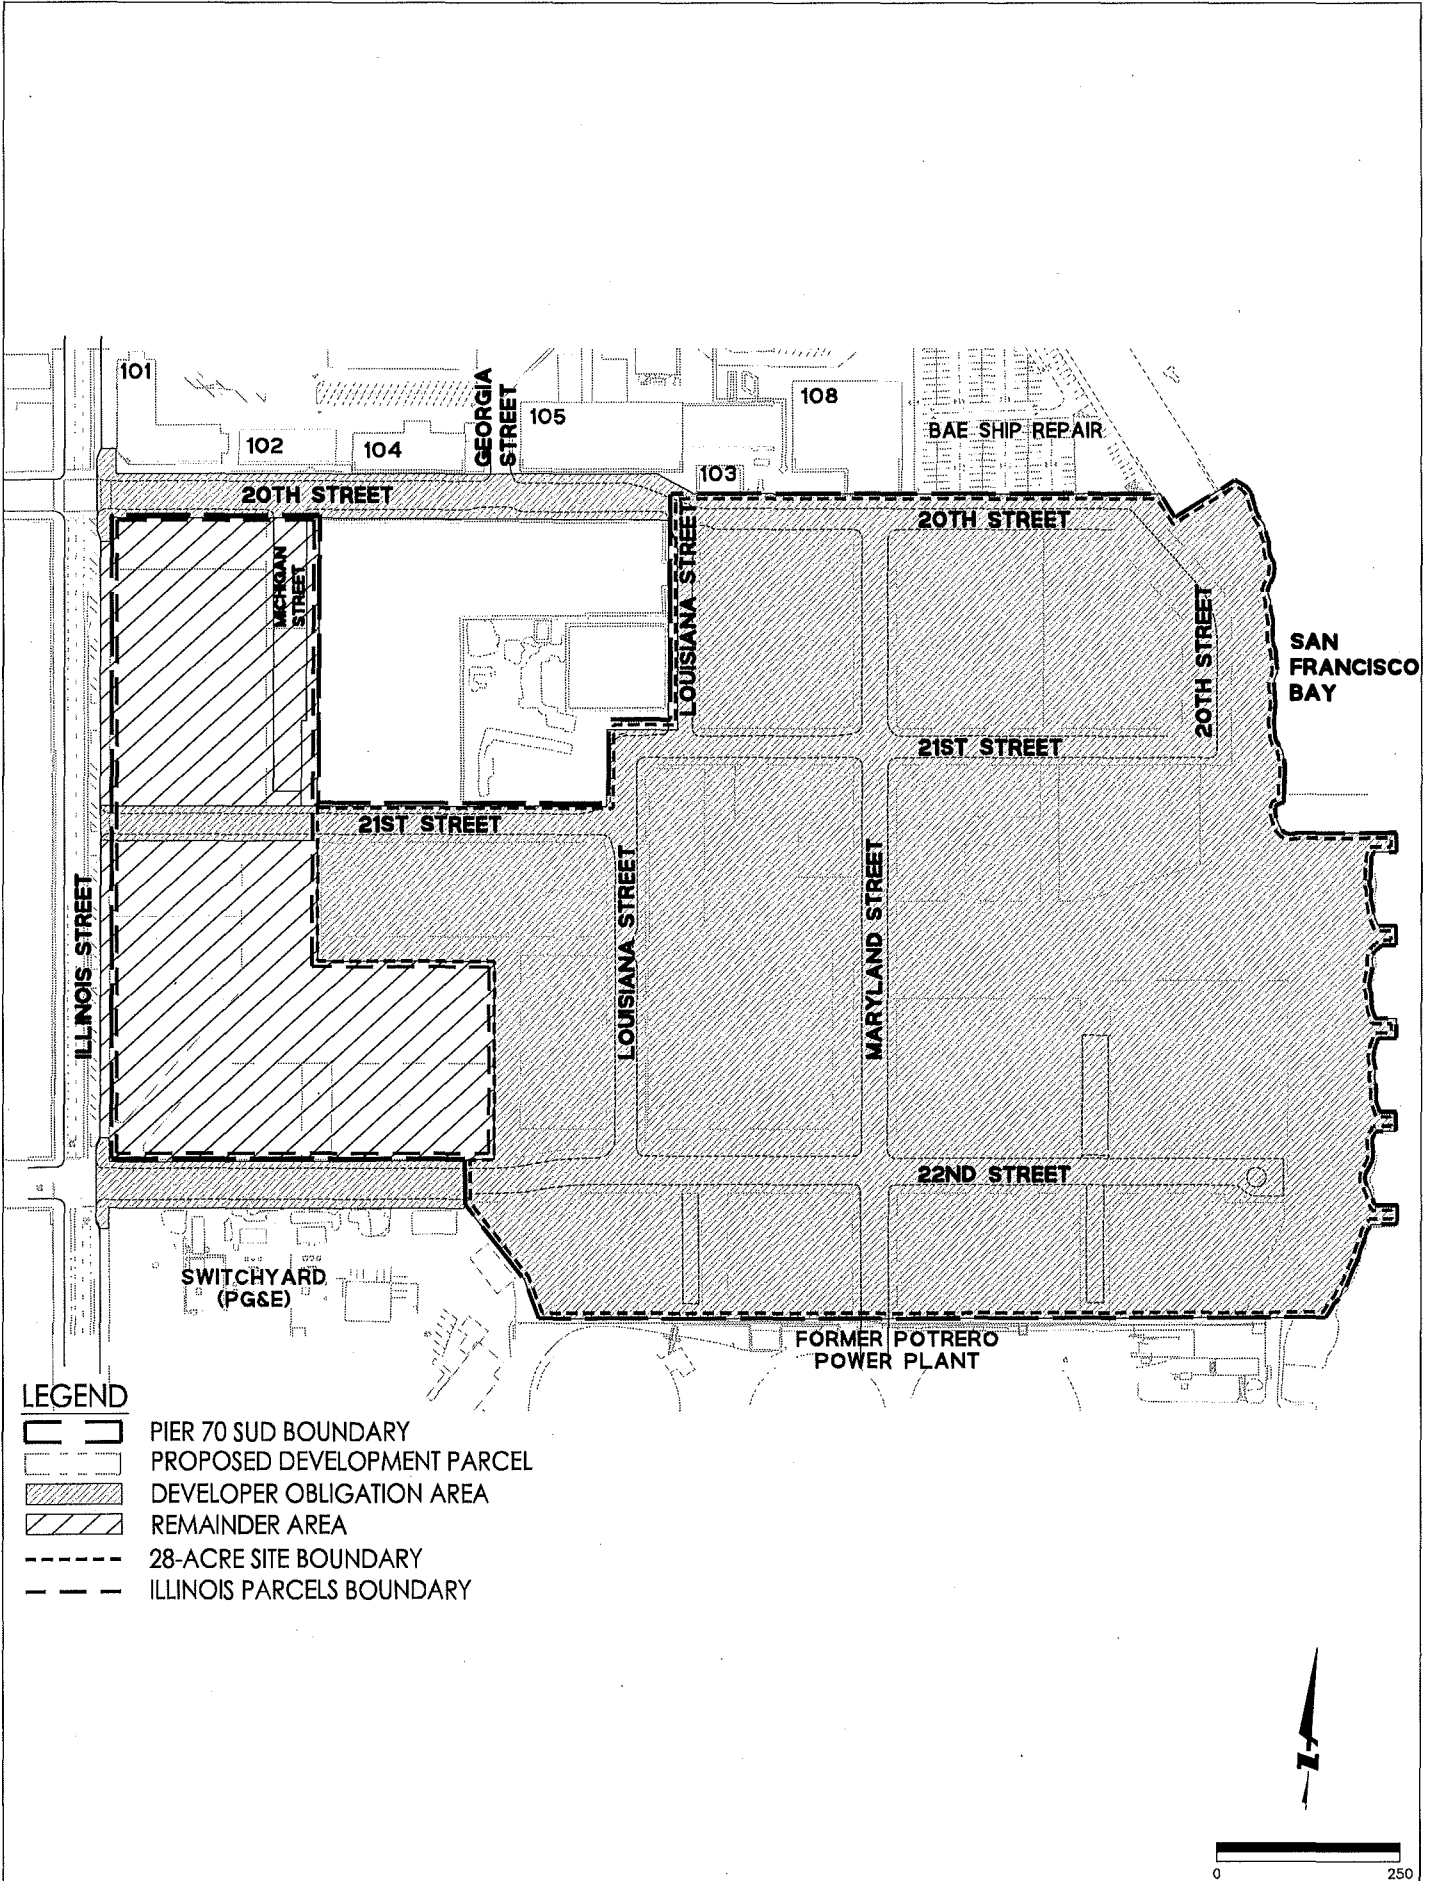 101
102
104
GEORGIA
STREET
105
103
108
BAE SHIP REPAIR
20TH STREET
20TH STREET
MICHIGAN
STREET
LOUISIANA STREET
20TH STREET
SAN
FRANCISCO
BAY
21ST STREET
21ST STREET
ILLINOIS STREET
LOUISIANA STREET
MARYLAND STREET
22ND STREET
SWITCHYARD
(PG&E)
FORMER POTRERO
POWER PLANT
LEGEND
PIER 70 SUD BOUNDARY
PROPOSED DEVELOPMENT PARCEL
DEVELOPER OBLIGATION AREA
REMAINDER AREA
28-ACRE SITE BOUNDARY
ILLINOIS PARCELS BOUNDARY
Z
0 250